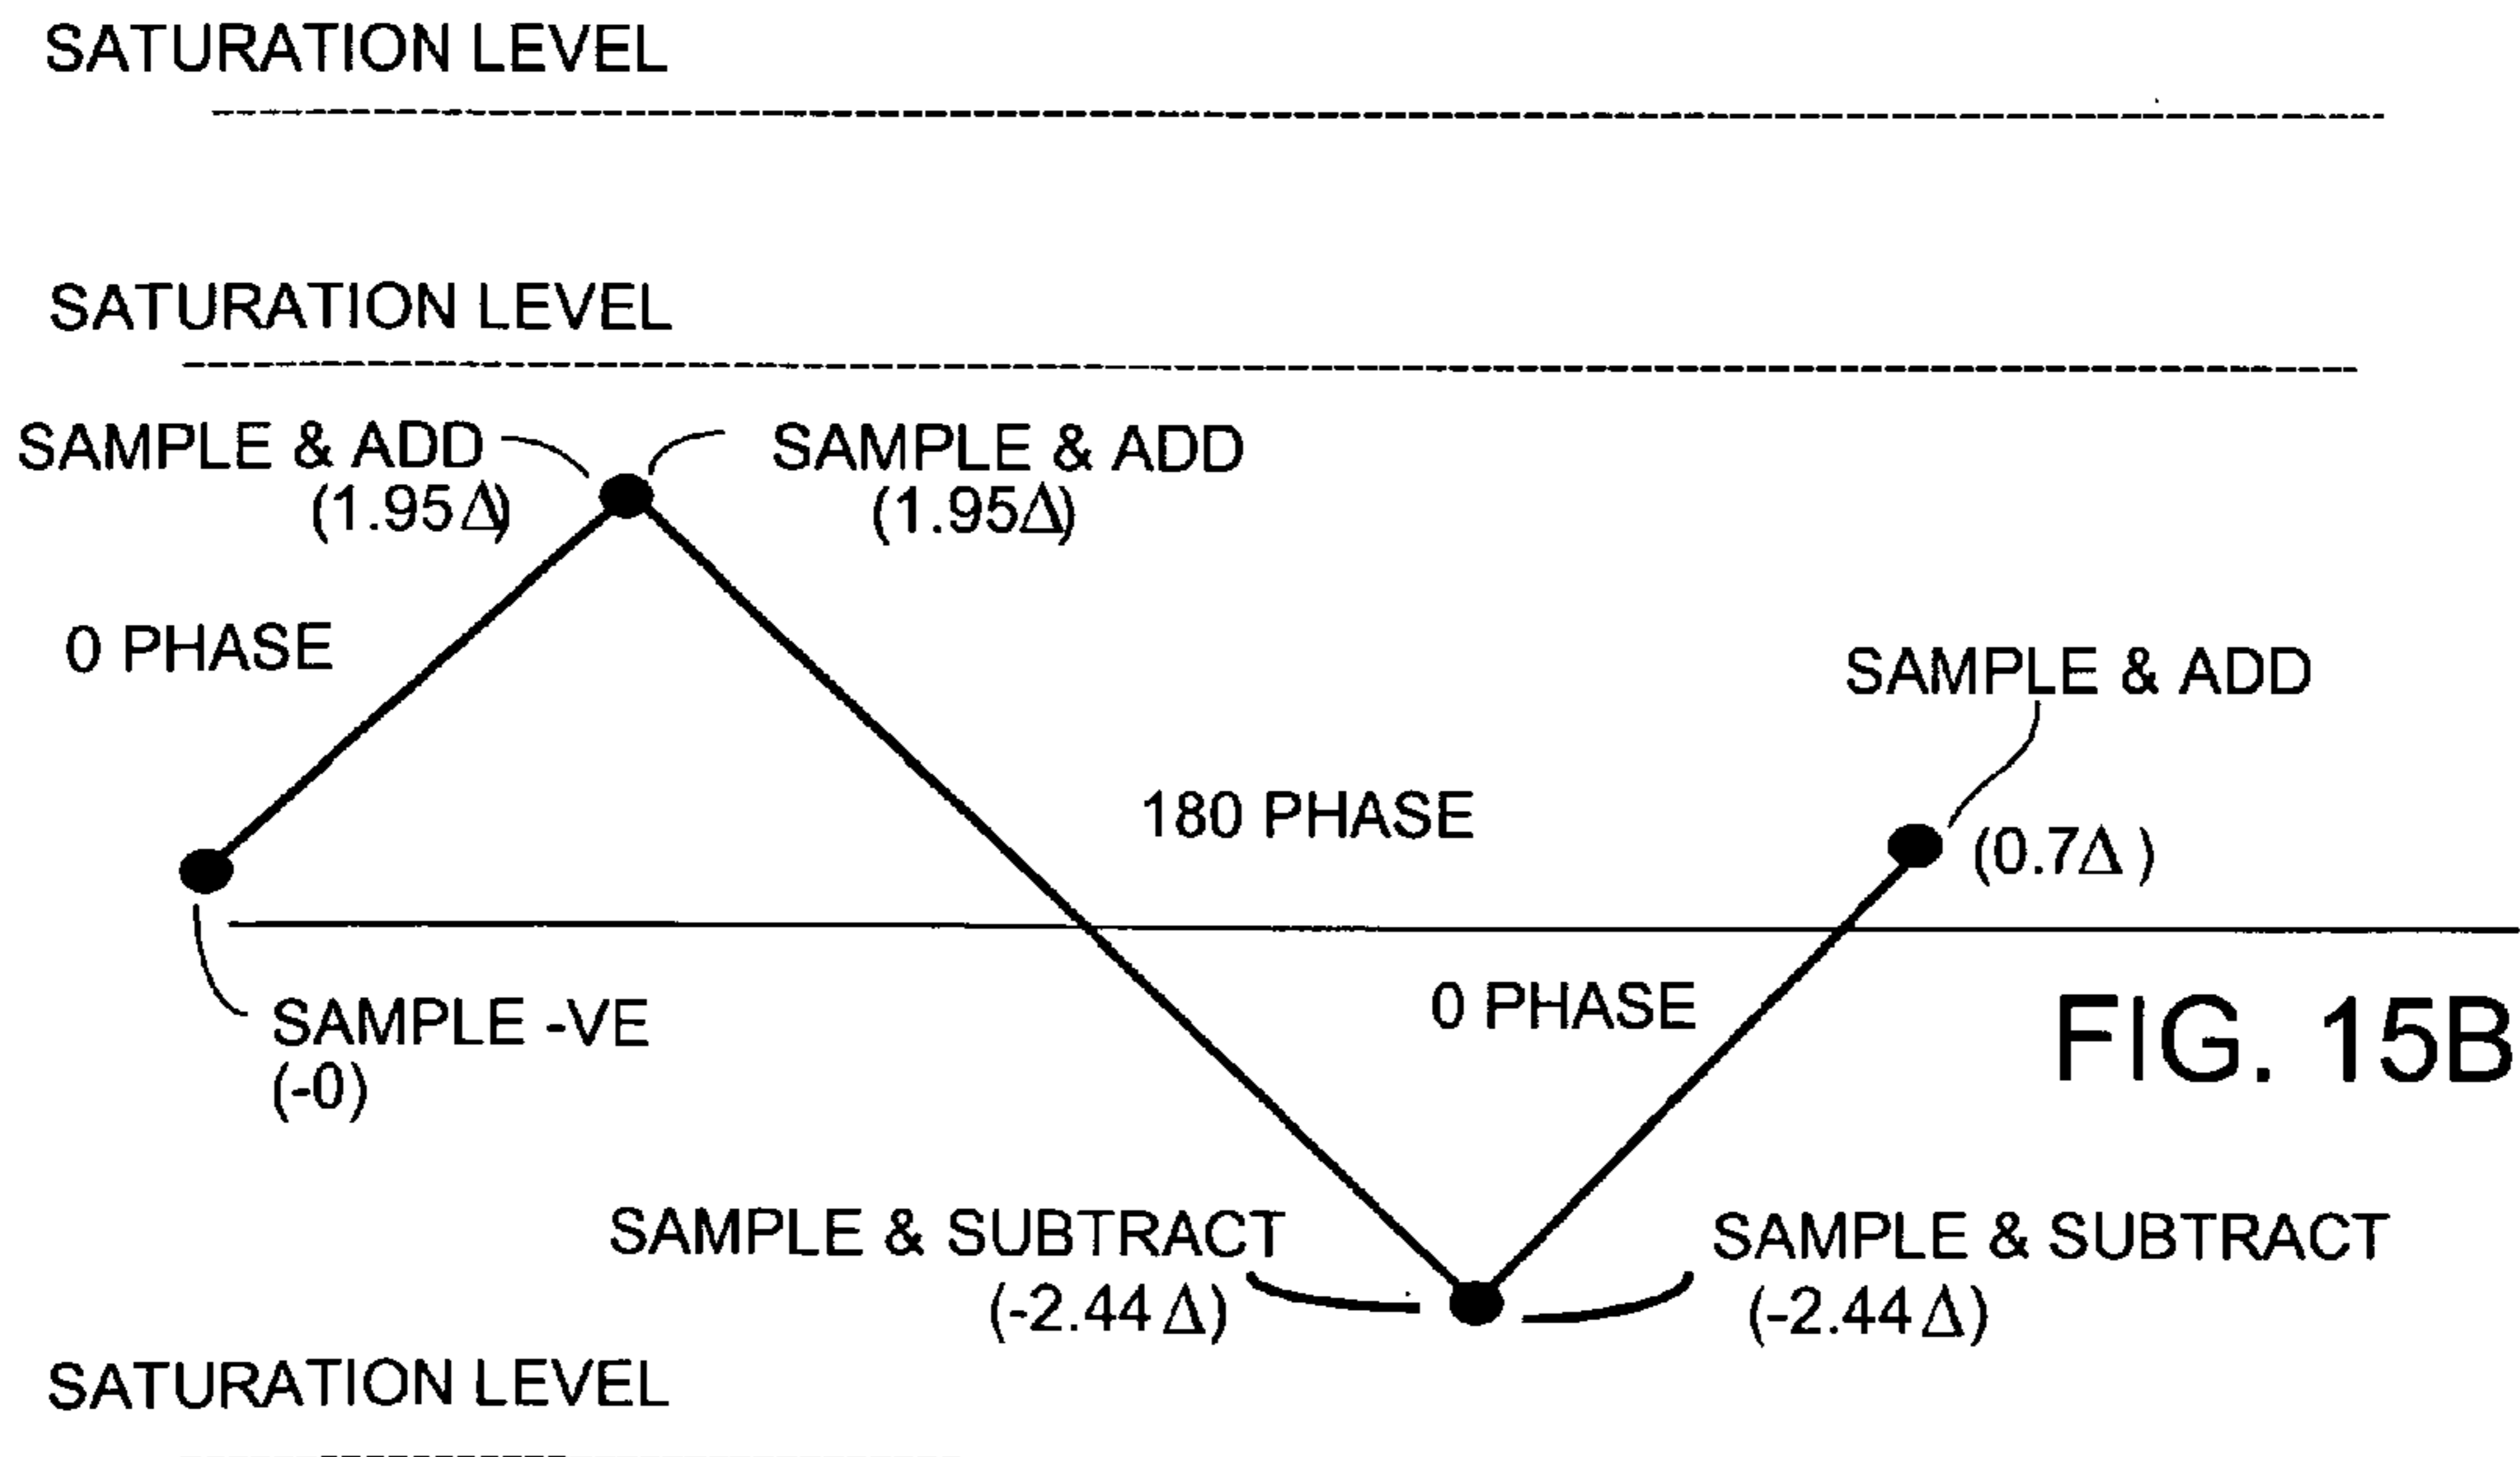 SATURATION LEVEL
SATURATION LEVEL
SAMPLE & ADD
(1.95Δ)
SAMPLE & ADD
(1.95Δ)
0 PHASE
SAMPLE & ADD
(0.7Δ)
180 PHASE
SAMPLE -VE
(-0)
0 PHASE
FIG. 15B
SAMPLE & SUBTRACT
(-2.44Δ)
SAMPLE & SUBTRACT
(-2.44Δ)
SATURATION LEVEL